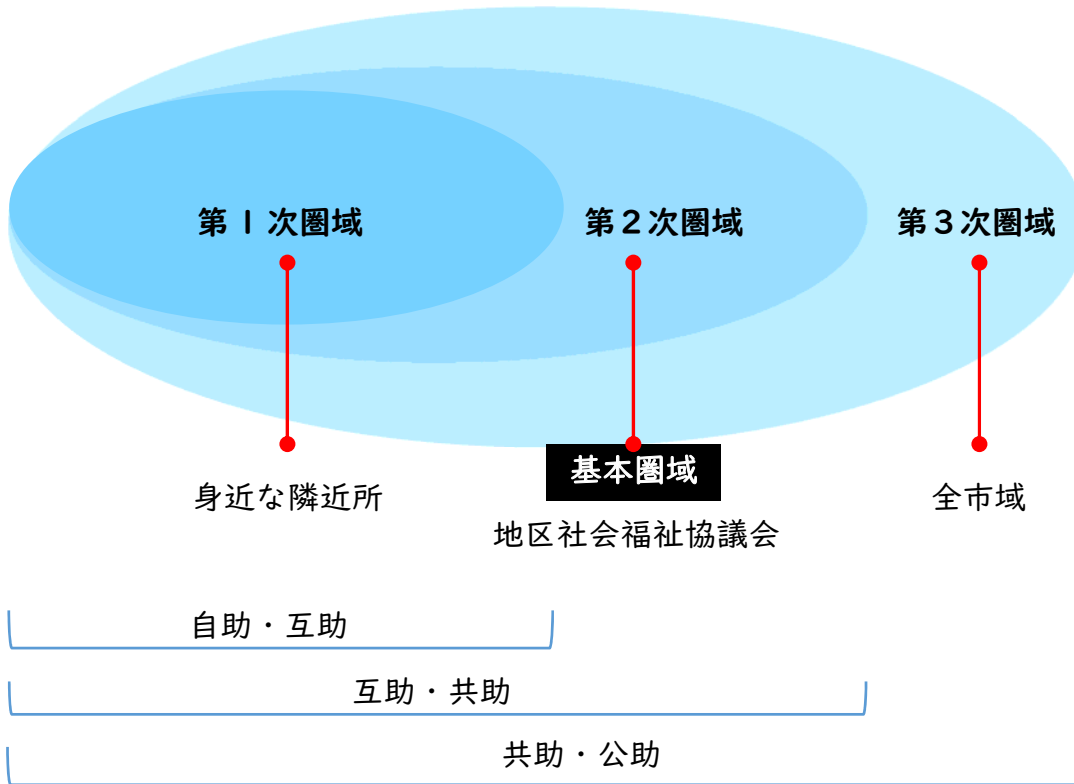 第１次圏域
第２次圏域
第３次圏域
身近な隣近所
基本圏域
地区社会福祉協議会
全市域
自助・互助
互助・共助
共助・公助